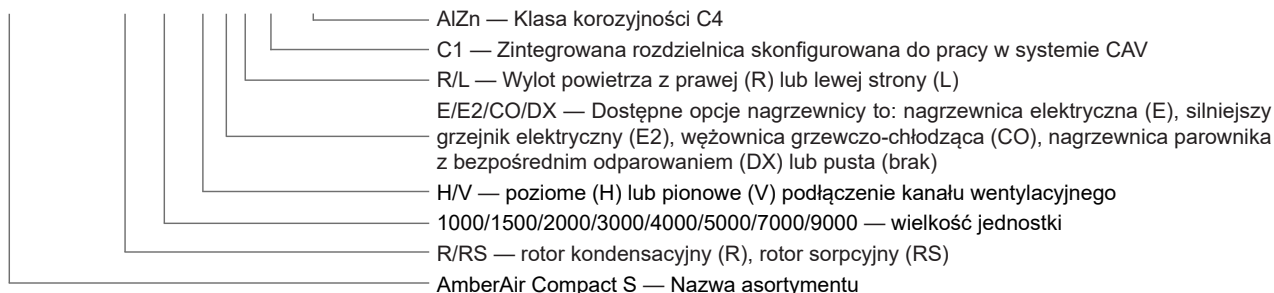 AlZn — Klasa korozyjności C4
C1 — Zintegrowana rozdzielnica skonfigurowana do pracy w systemie CAV
R/L — Wylot powietrza z prawej (R) lub lewej strony (L)
E/E2/CO/DX — Dostępne opcje nagrzewnicy to: nagrzewnica elektryczna (E), silniejszy
grzejnik elektryczny (E2), wężownica grzewczo-chłodząca (CO), nagrzewnica parownika
z bezpośrednim odparowaniem (DX) lub pusta (brak)
H/V — poziome (H) lub pionowe (V) podłączenie kanału wentylacyjnego
1000/1500/2000/3000/4000/5000/7000/9000 — wielkość jednostki
R/RS — rotor kondensacyjny (R), rotor sorpcyjny (RS)
AmberAir Compact S — Nazwa asortymentu